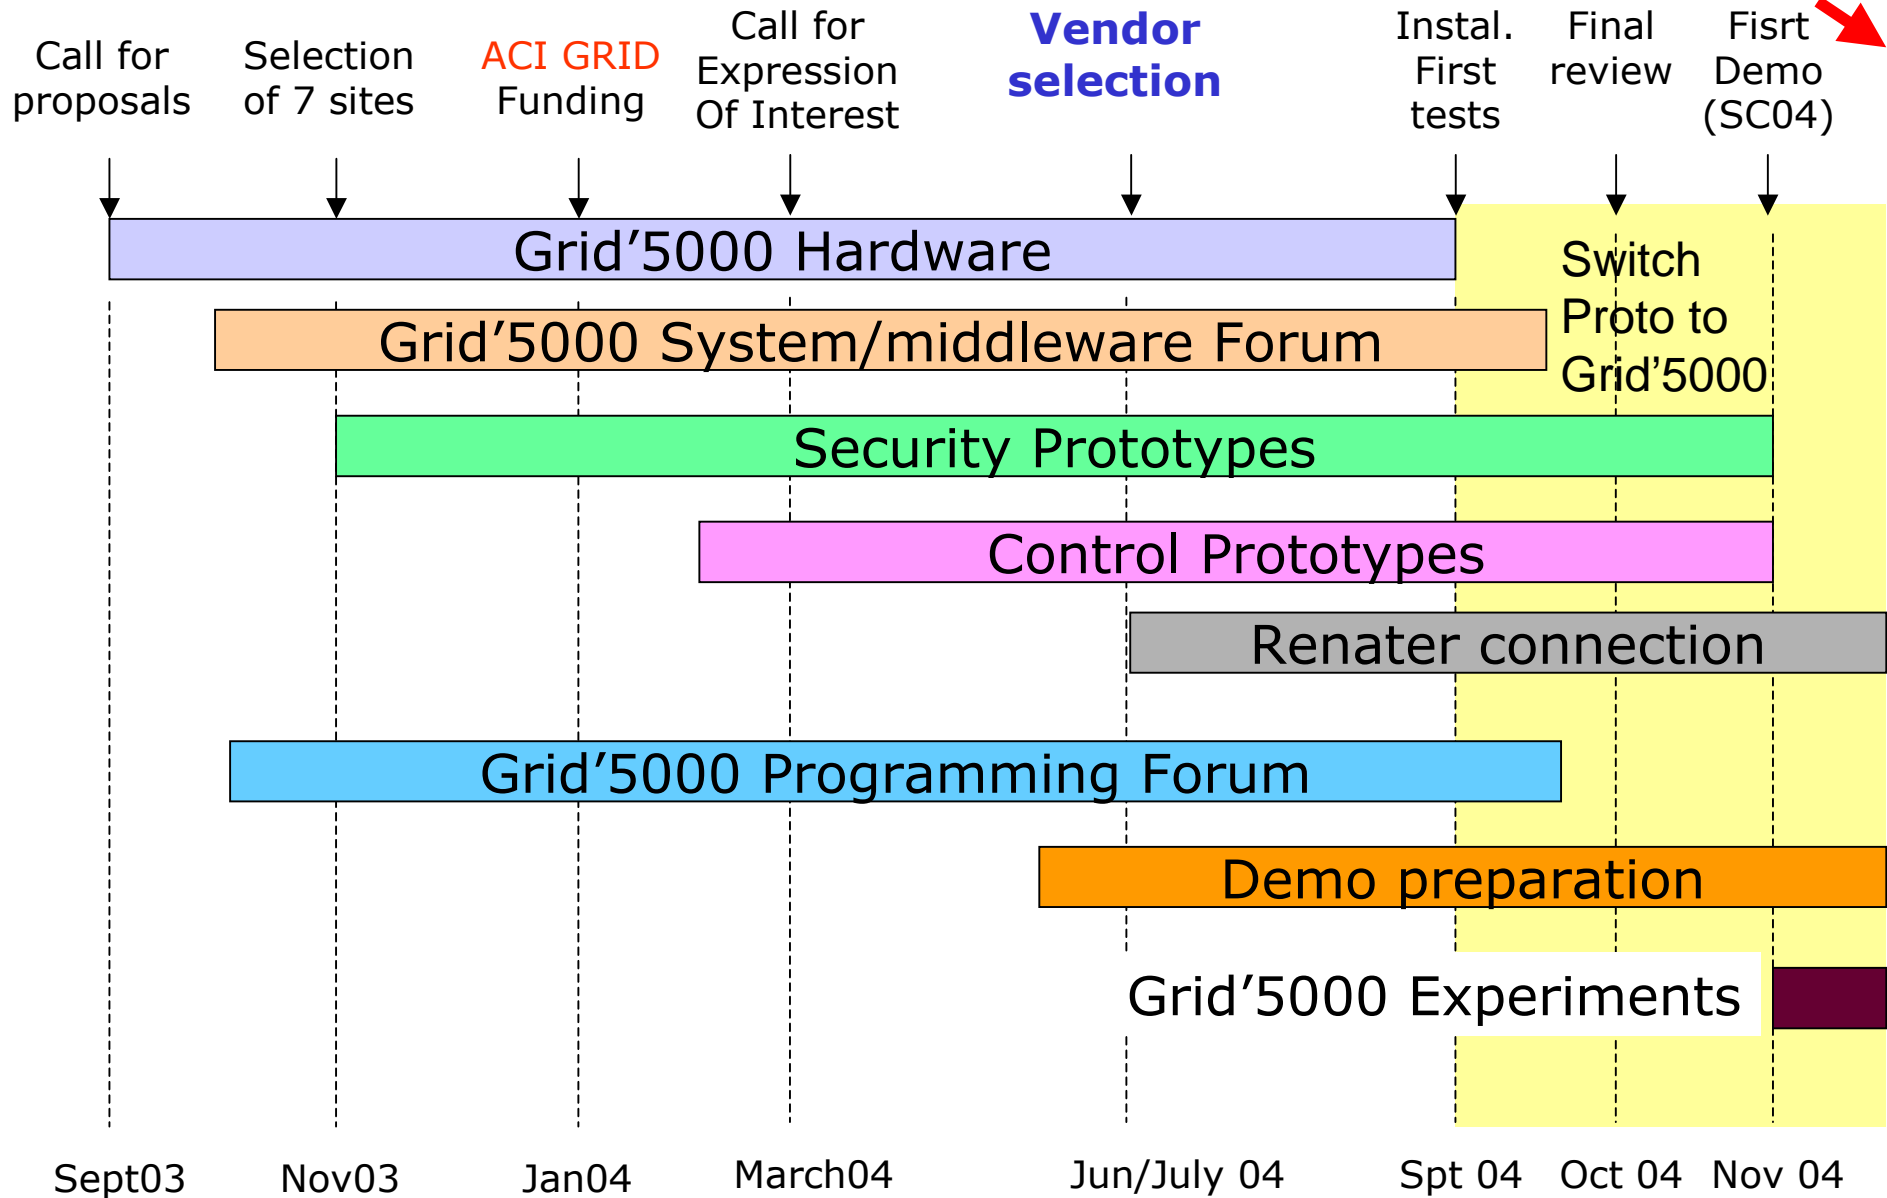 Call for
proposals
Selection
of 7 sites
ACI GRID
Funding
Call for
Expression
Of Interest
Vendor
selection
Instal.
First
tests
Final
review
Fisrt
Demo
(SC04)
Grid’5000 Hardware
Switch
Proto to
Grid’5000
Grid’5000 System/middleware Forum
Security Prototypes
Control Prototypes
Renater connection
Grid’5000 Programming Forum
Demo preparation
Grid’5000 Experiments
Sept03
Nov03
Jan04
March04
Jun/July 04
Spt 04
Oct 04
Nov 04